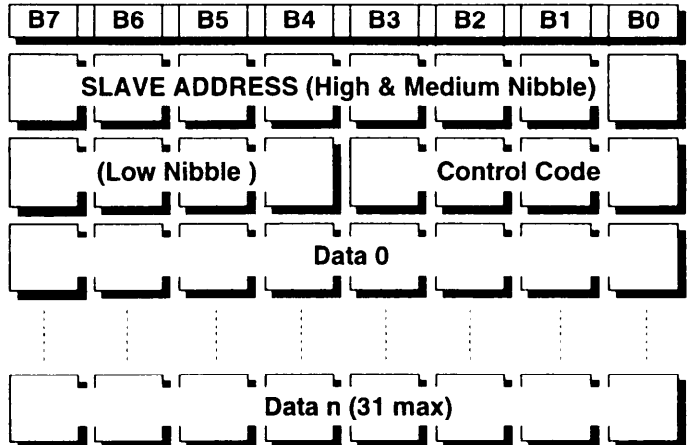 B7 B6 B5 B4 B3 B2 B1 B0
SLAVE ADDRESS (High & Medium Nibble)
(Low Nibble ) Control Code
Data 0
Data n (31 max)